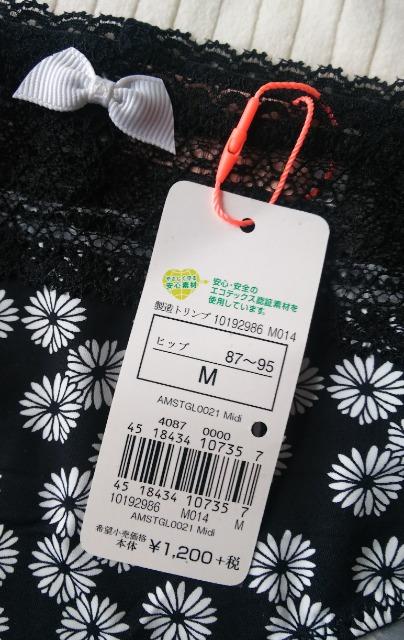 やさしく守る
安心素材
安心・安全の
エコテックス認証素材を
使用しています。
製造トリンプ 10192986 M014
ヒップ 87～95
M
AMSTGL0021 Midi
4087 0000
45 18434 10735 7
45 18434 10735 7
10192986 M014 M
AMSTGL0021 Midi
希望小売価格
本体 ¥1,200+税